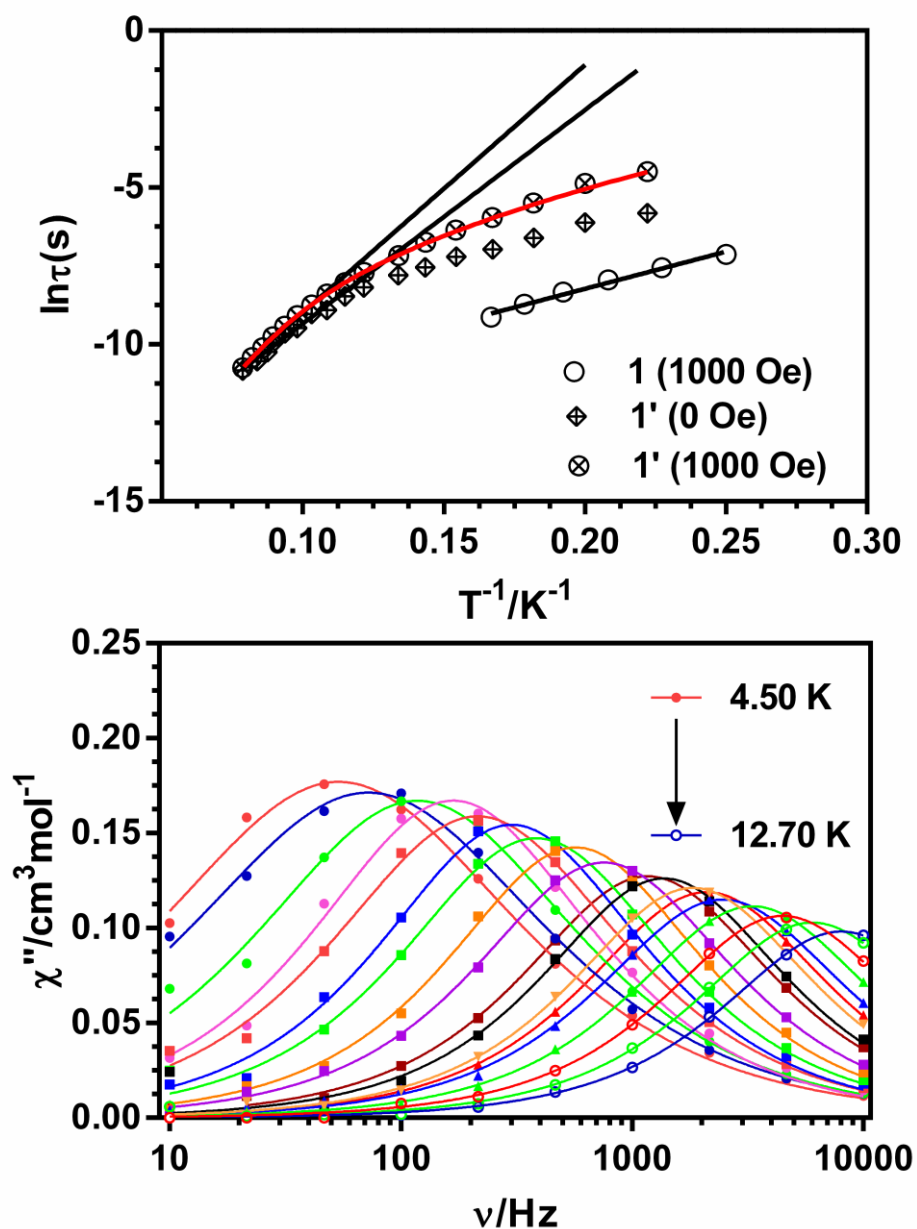 0
-5
-10
-15
lnτ(s)
1 (1000 Oe)
1' (0 Oe)
1' (1000 Oe)
0.10 0.15 0.20 0.25 0.30
T⁻¹/K⁻¹
0.25
0.20
0.15
0.10
0.05
0.00
χ''/cm³mol⁻¹
4.50 K
12.70 K
10 100 1000 10000
ν/Hz